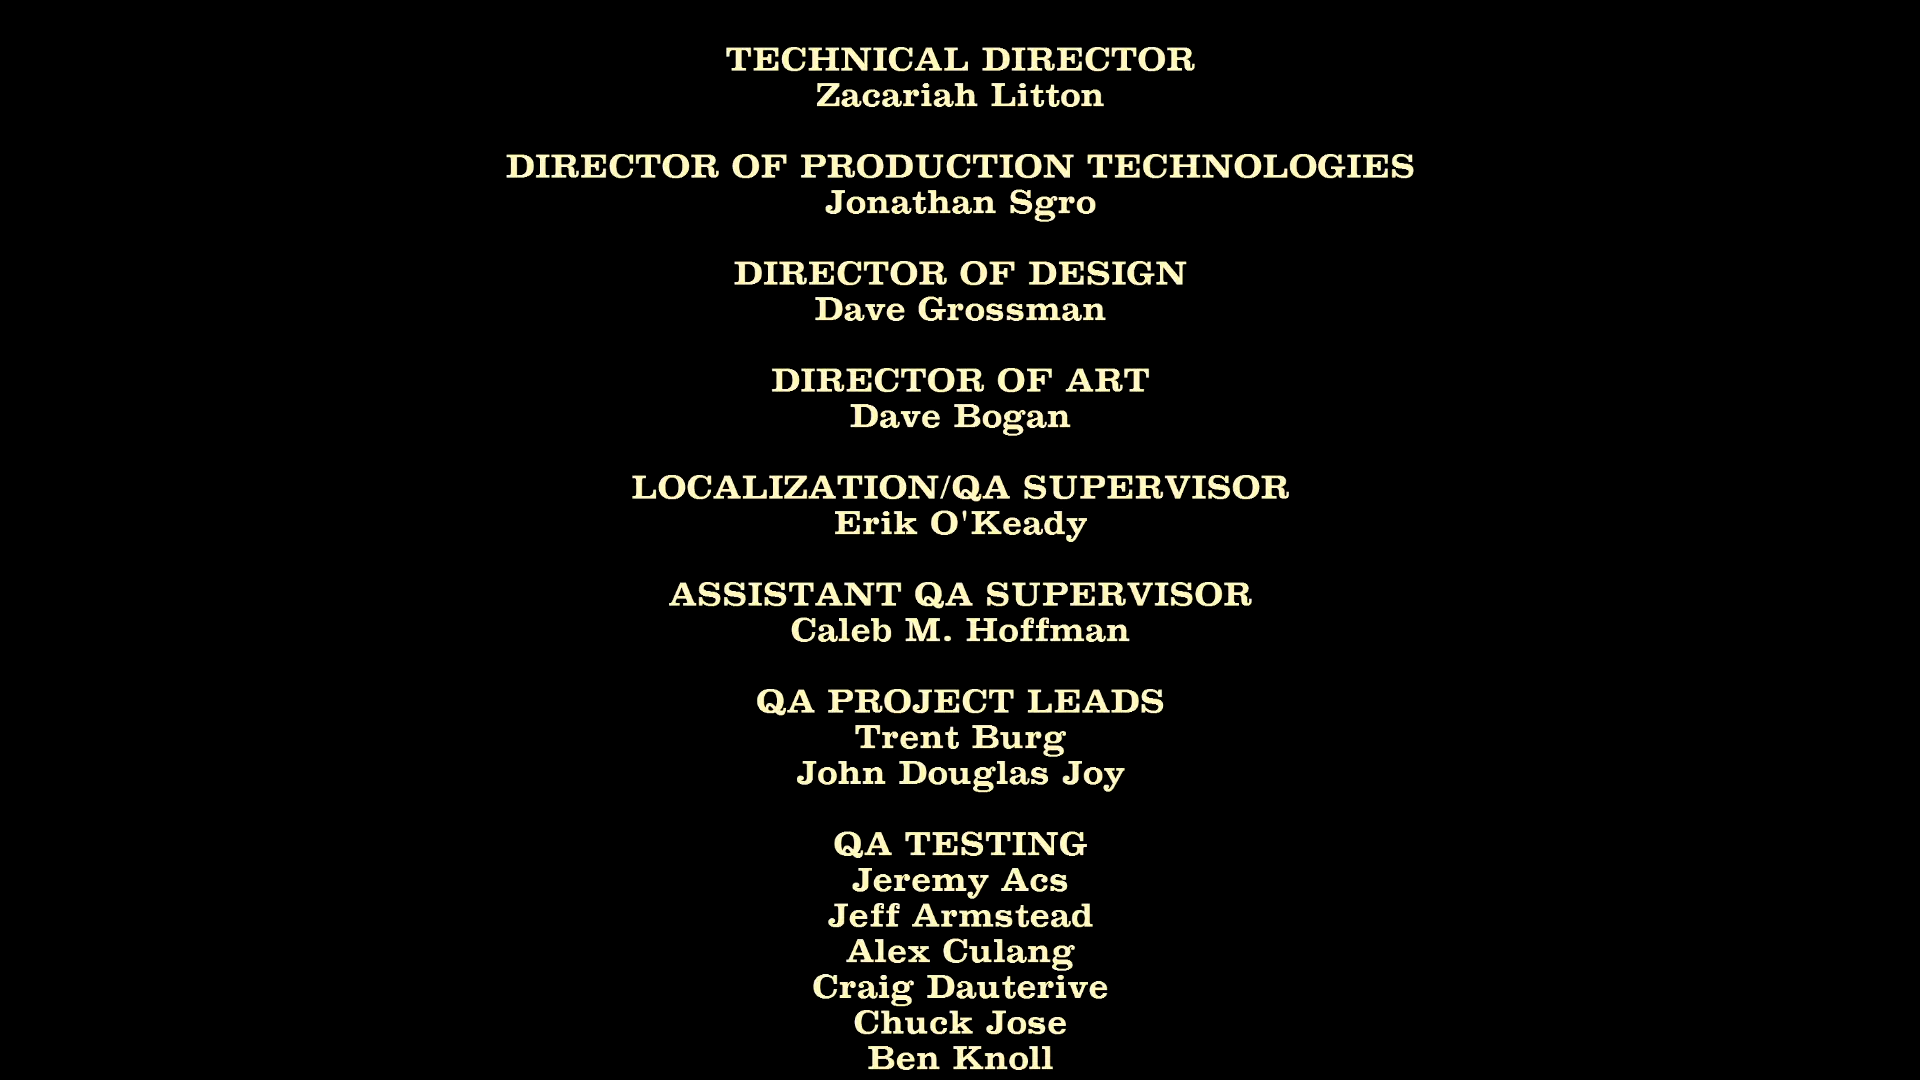 TECHNICAL DIRECTOR
Zacariah Litton
DIRECTOR OF PRODUCTION TECHNOLOGIES
Jonathan Sgro
DIRECTOR OF DESIGN
Dave Grossman
DIRECTOR OF ART
Dave Bogan
LOCALIZATION/QA SUPERVISOR
Erik O'Keady
ASSISTANT QA SUPERVISOR
Caleb M. Hoffman
QA PROJECT LEADS
Trent Burg
John Douglas Joy
QA TESTING
Jeremy Acs
Jeff Armstead
Alex Culang
Craig Dauterive
Chuck Jose
Ben Knoll